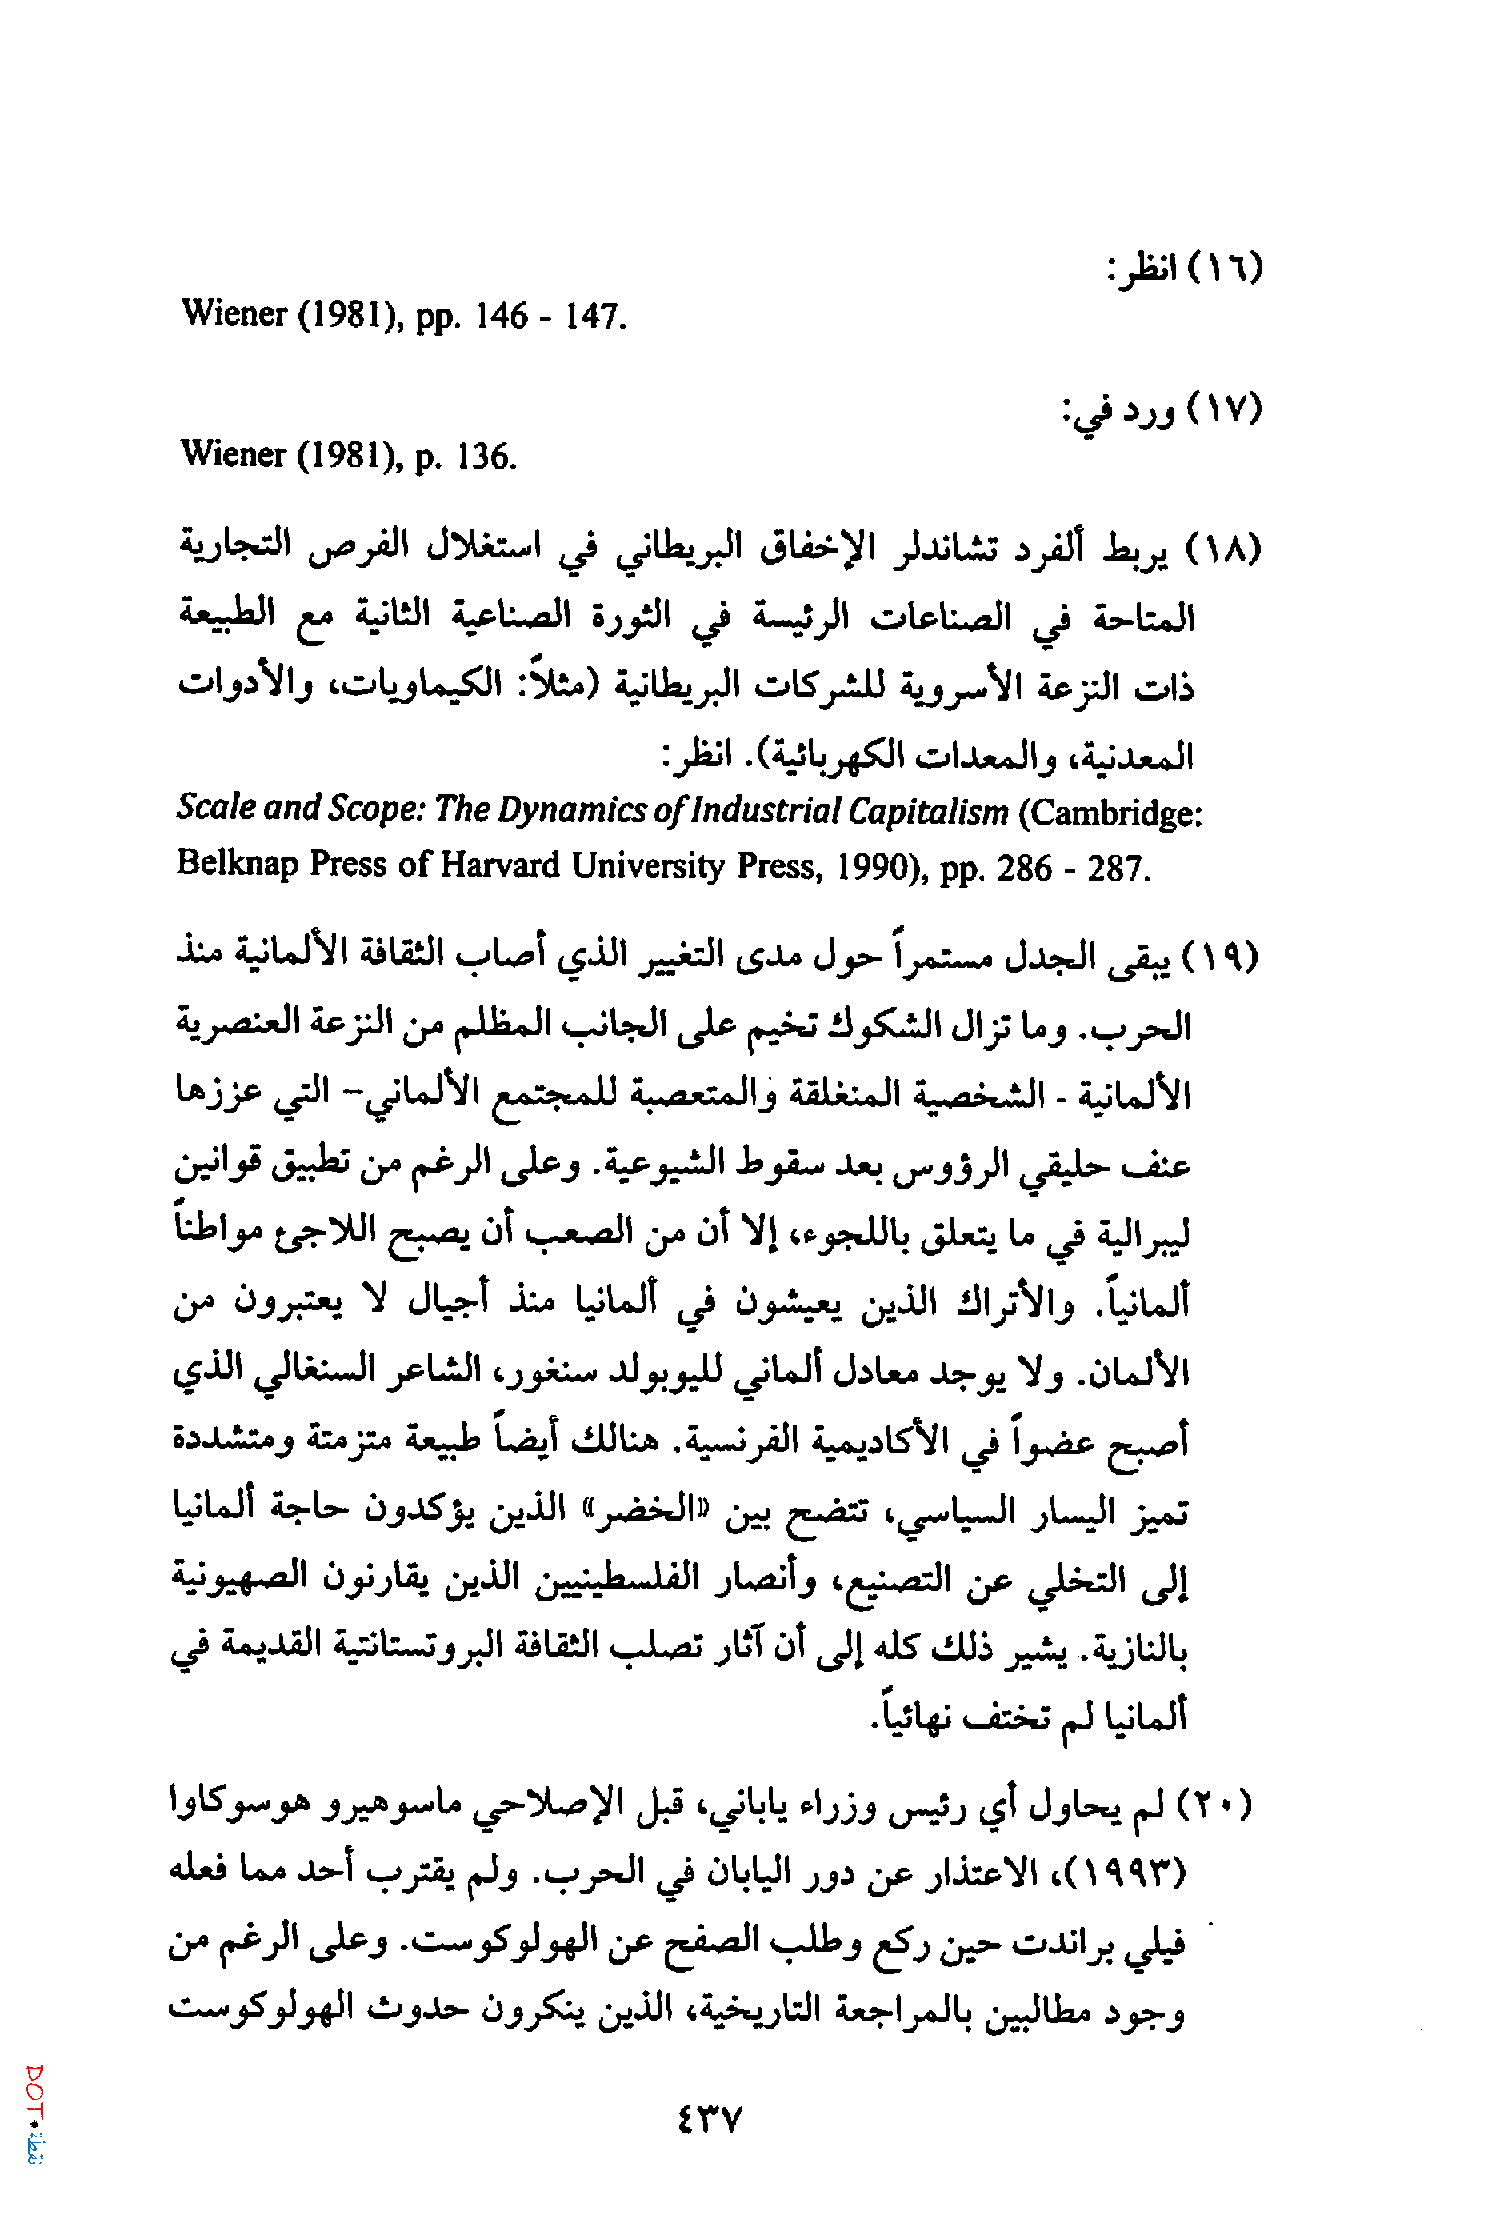 (١٦) انظر:
Wiener (1981), pp. 146 - 147.
(١٧) ورد في:
Wiener (1981), p. 136.
(١٨) يربط ألفرد تشاندلر الإخفاق البريطاني في استغلال الفرص التجارية
المتاحة في الصناعات الرئيسة في الثورة الصناعية الثانية مع الطبيعة
ذات النزعة الأسروية للشركات البريطانية (مثلاً: الكيماويات، والأدوات
المعدنية، والمعدات الكهربائية). انظر:
Scale and Scope: The Dynamics of Industrial Capitalism (Cambridge:
Belknap Press of Harvard University Press, 1990), pp. 286 - 287.
(١٩) يبقى الجدل مستمراً حول مدى التغيير الذي أصاب الثقافة الألمانية منذ
الحرب. وما تزال الشكوك تخيم على الجانب المظلم من النزعة العنصرية
الألمانية - الشخصية المنغلقة والمتعصبة للمجتمع الألماني- التي عززها
عنف حليقي الرؤوس بعد سقوط الشيوعية. وعلى الرغم من تطبيق قوانين
ليبرالية في ما يتعلق باللجوء، إلا أن من الصعب أن يصبح اللاجئ مواطناً
ألمانياً. والأتراك الذين يعيشون في ألمانيا منذ أجيال لا يعتبرون من
الألمان. ولا يوجد معادل ألماني لليوبولد سنغور، الشاعر السنغالي الذي
أصبح عضواً في الأكاديمية الفرنسية. هنالك أيضاً طبيعة متزمتة ومتشددة
تميز اليسار السياسي، تتضح بين «الخضر» الذين يؤكدون حاجة ألمانيا
إلى التخلي عن التصنيع، وأنصار الفلسطينيين الذين يقارنون الصهيونية
بالنازية. يشير ذلك كله إلى أن آثار تصلب الثقافة البروتستانتية القديمة في
ألمانيا لم تختف نهائياً.
(٢٠) لم يحاول أي رئيس وزراء ياباني، قبل الإصلاحي ماسوهيرو هوسوكاوا
(١٩٩٣)، الاعتذار عن دور اليابان في الحرب. ولم يقترب أحد مما فعله
فيلي براندت حين ركع وطلب الصفح عن الهولوكوست. وعلى الرغم من
وجود مطالبين بالمراجعة التاريخية، الذين ينكرون حدوث الهولوكوست
٤٣٧
DOT • نقطة